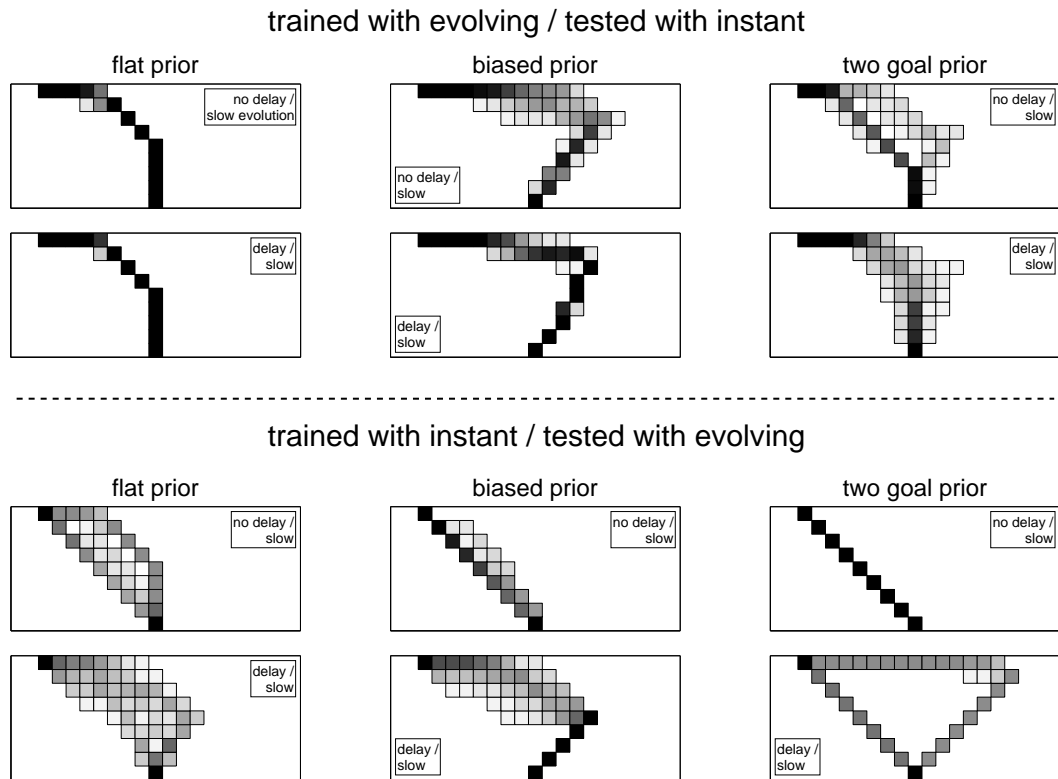 trained with evolving / tested with instant
flat prior
biased prior
two goal prior
no delay /
slow evolution
no delay /
slow
no delay /
slow
delay /
slow
delay /
slow
delay /
slow
trained with instant / tested with evolving
flat prior
biased prior
two goal prior
no delay /
slow
no delay /
slow
no delay /
slow
delay /
slow
delay /
slow
delay /
slow